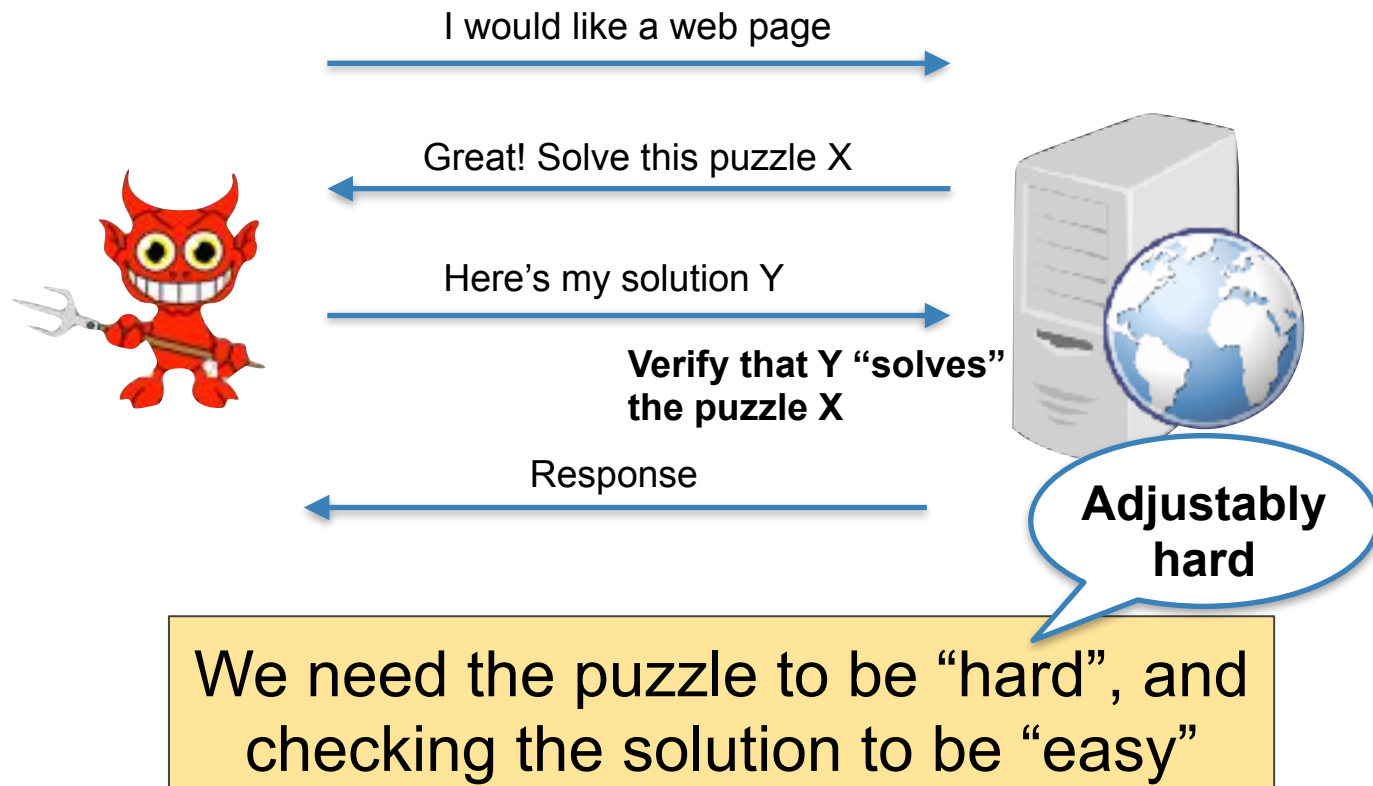 I would like a web page
Great! Solve this puzzle X
Here’s my solution Y
Verify that Y “solves”
the puzzle X
Response
Adjustably
hard
We need the puzzle to be “hard”, and
checking the solution to be “easy”